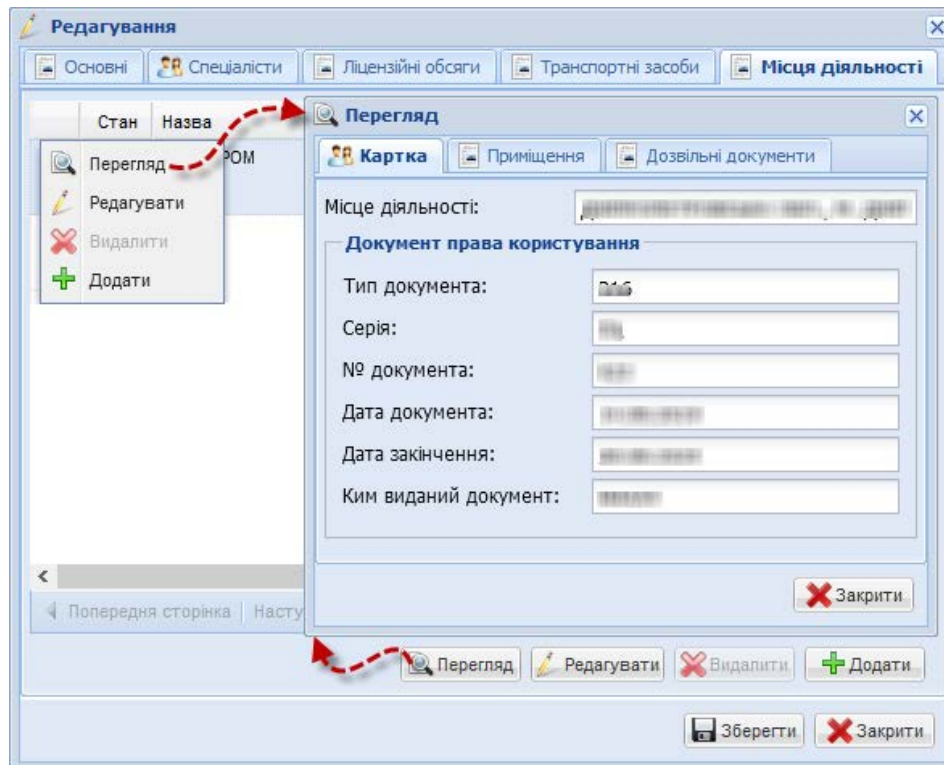 Редагування
Основні Спеціалісти Ліцензійні обсяги Транспортні засоби Місця діяльності
Стан Назва
Перегляд
Редагувати
Видалити
Додати
РОМ
Перегляд
Картка Приміщення Дозвільні документи
Місце діяльності:
Документ права користування
Тип документа:
Серія:
№ документа:
Дата документа:
Дата закінчення:
Ким виданий документ:
Закрити
Попередня сторінка Насту
Перегляд Редагувати Видалити Додати
Зберегти Закрити